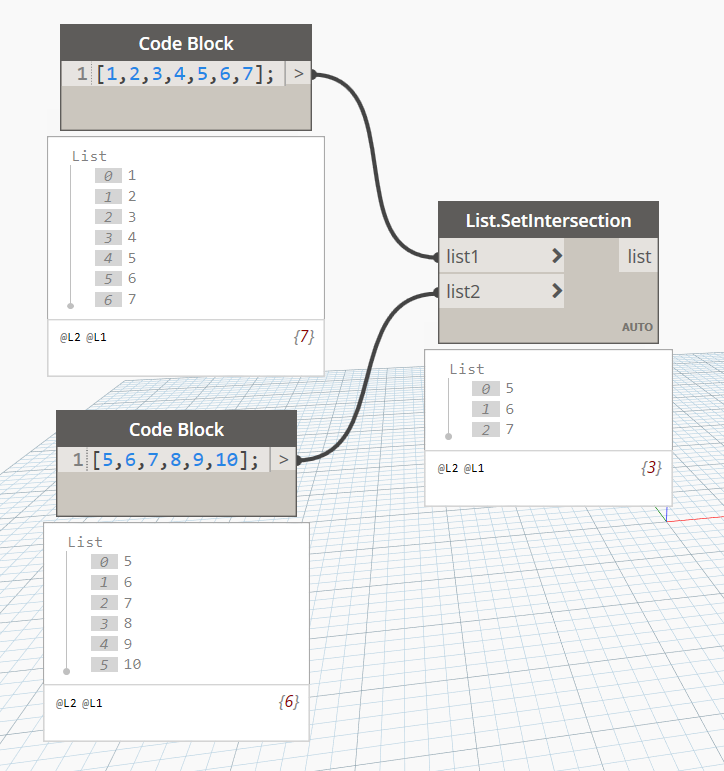 Code Block
1 [1,2,3,4,5,6,7]; >
List
0 1
1 2
2 3
3 4
4 5
5 6
6 7
@L2 @L1 {7}
List.SetIntersection
list1 > list
list2 >
AUTO
List
0 5
1 6
2 7
@L2 @L1 {3}
Code Block
1 [5,6,7,8,9,10]; >
List
0 5
1 6
2 7
3 8
4 9
5 10
@L2 @L1 {6}